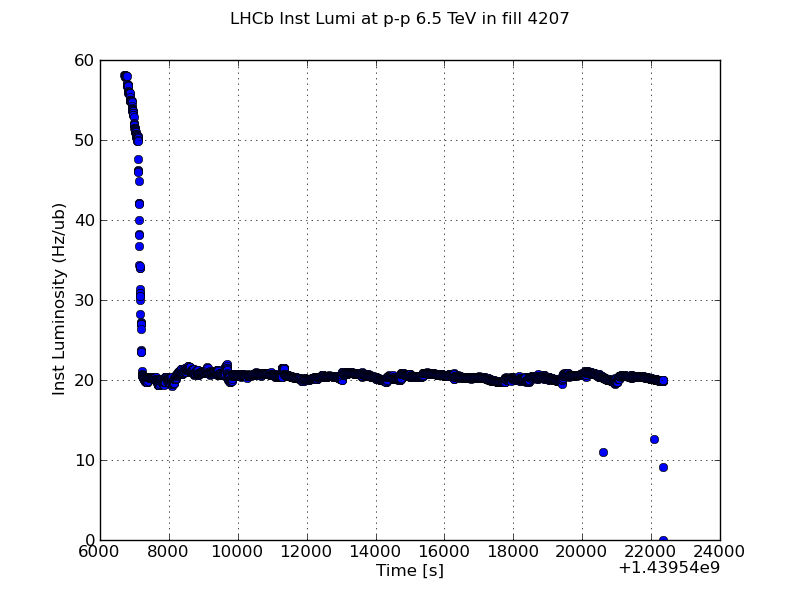 LHCb Inst Lumi at p-p 6.5 TeV in fill 4207
60
50
40
30
20
10
0
Inst Luminosity (Hz/ub)
6000 8000 10000 12000 14000 16000 18000 20000 22000 24000
Time [s]
+1.43954e9